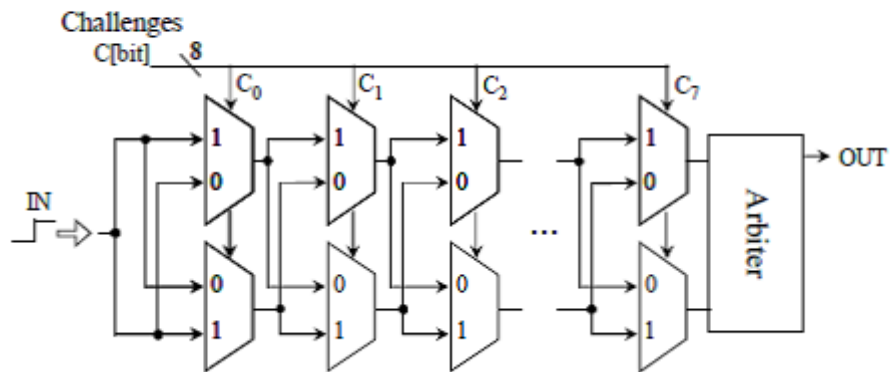 Challenges
C[bit] 8
C0 C1 C2 C7
1 1 1 1
0 0 0 0
OUT
IN
Arbiter
...
0 0 0 0
1 1 1 1